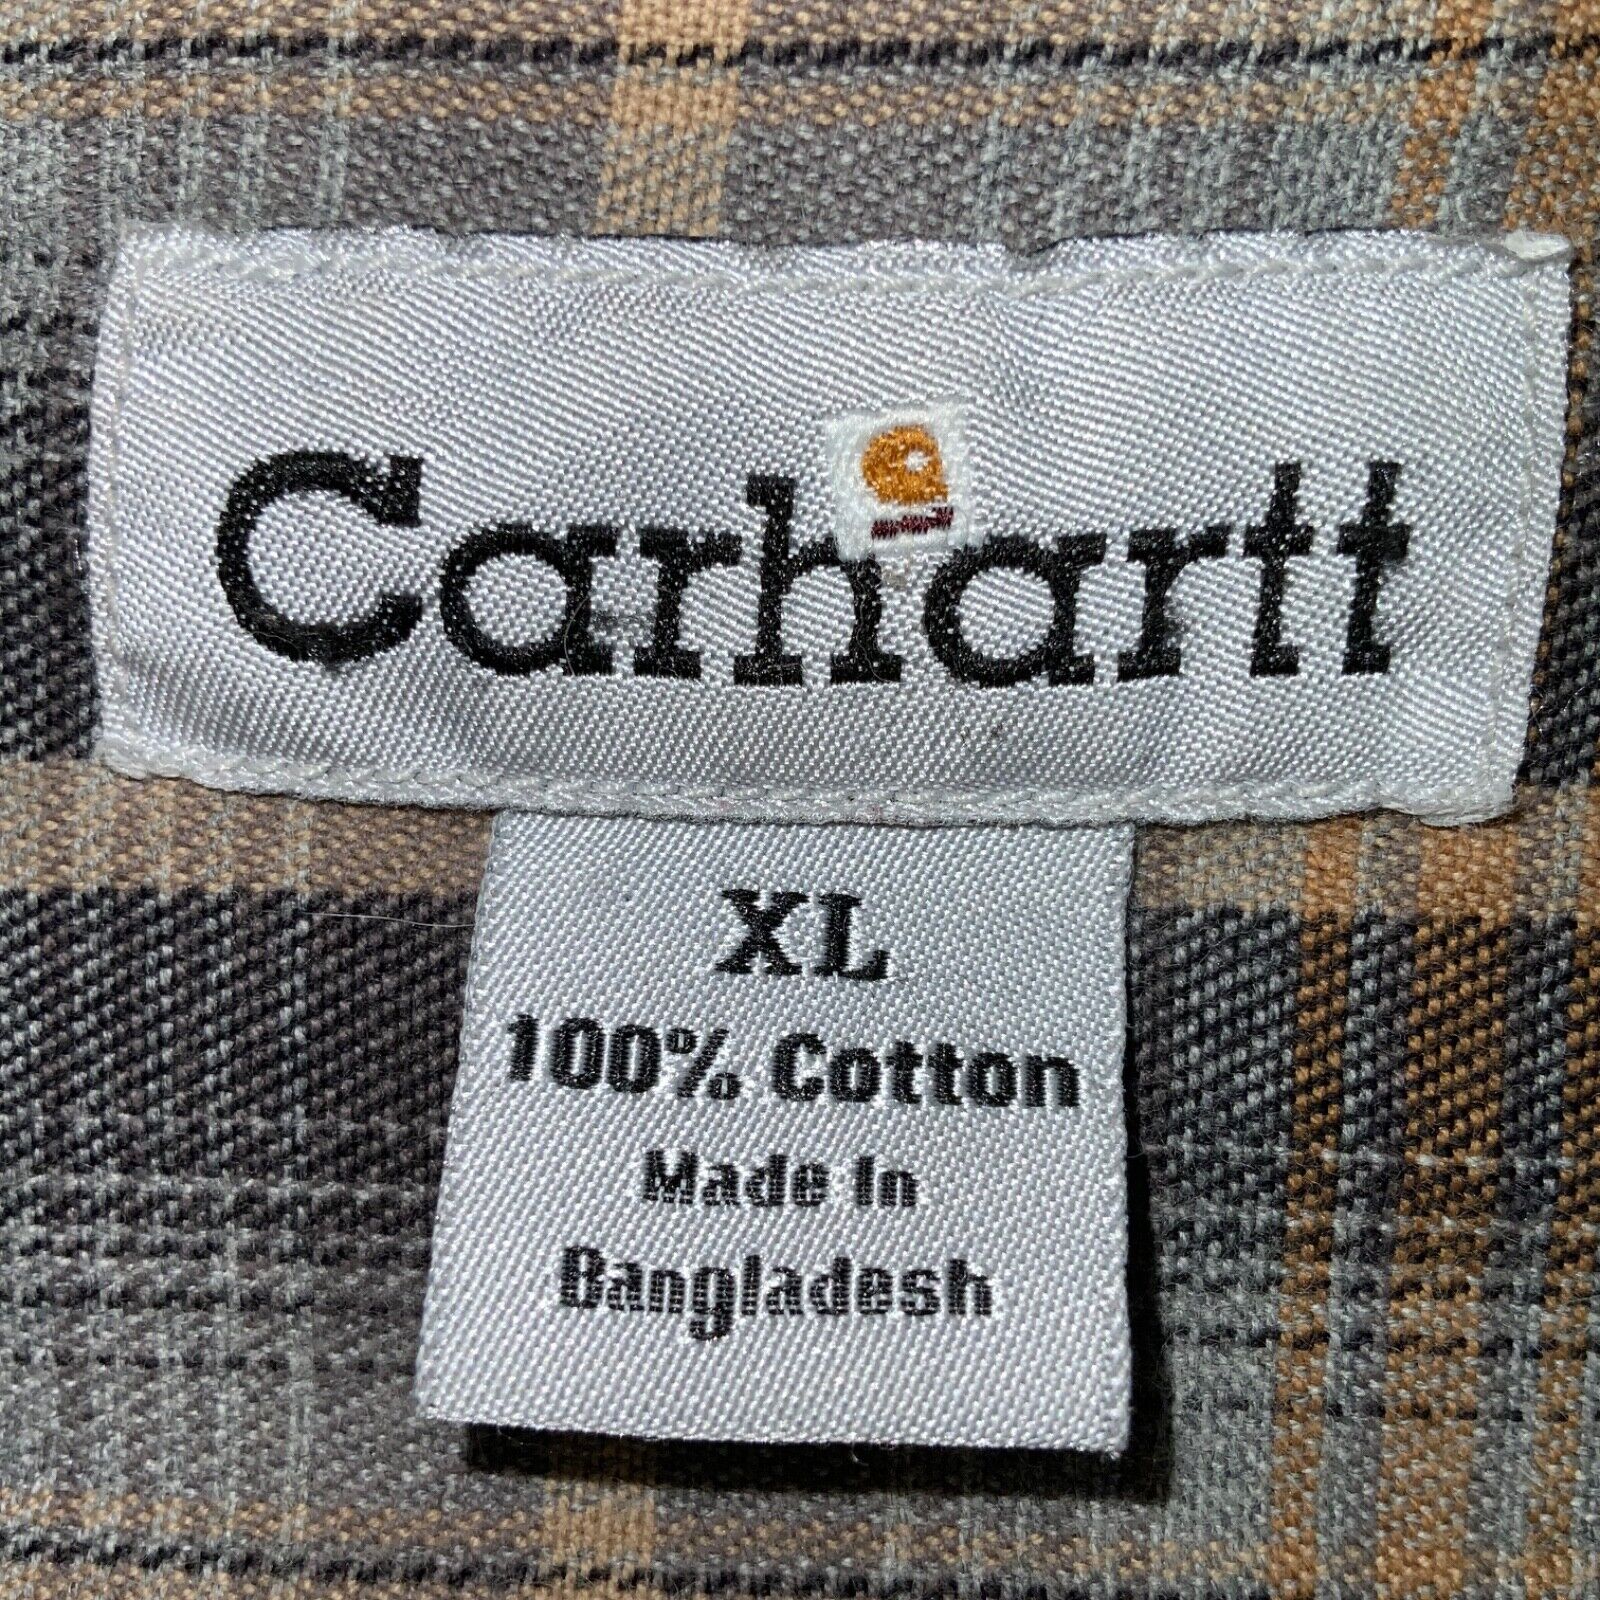 Carhartt
XL
100% Cotton
Made In
Bangladesh